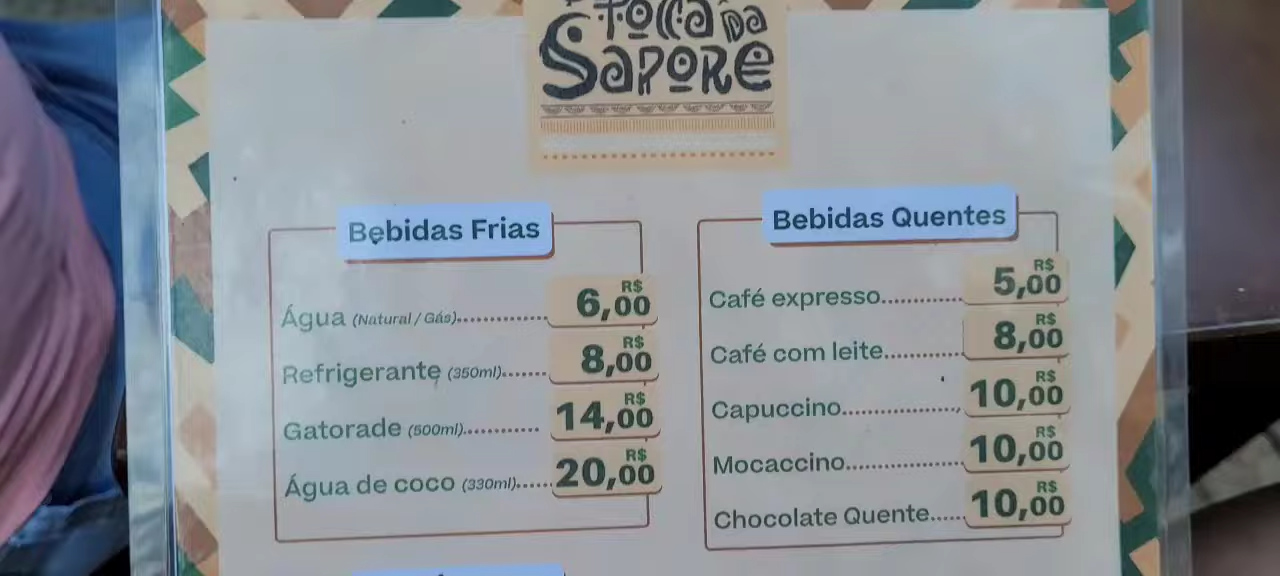 Toca da
Sapore
Bebidas Frias
Água (Natural / Gás).................. R$ 6,00
Refrigerante (350ml)......... R$ 8,00
Gatorade (500ml)............... R$ 14,00
Água de coco (330ml)...... R$ 20,00
Bebidas Quentes
Café expresso............. R$ 5,00
Café com leite............ R$ 8,00
Capuccino.................. R$ 10,00
Mocaccino.................. R$ 10,00
Chocolate Quente...... R$ 10,00